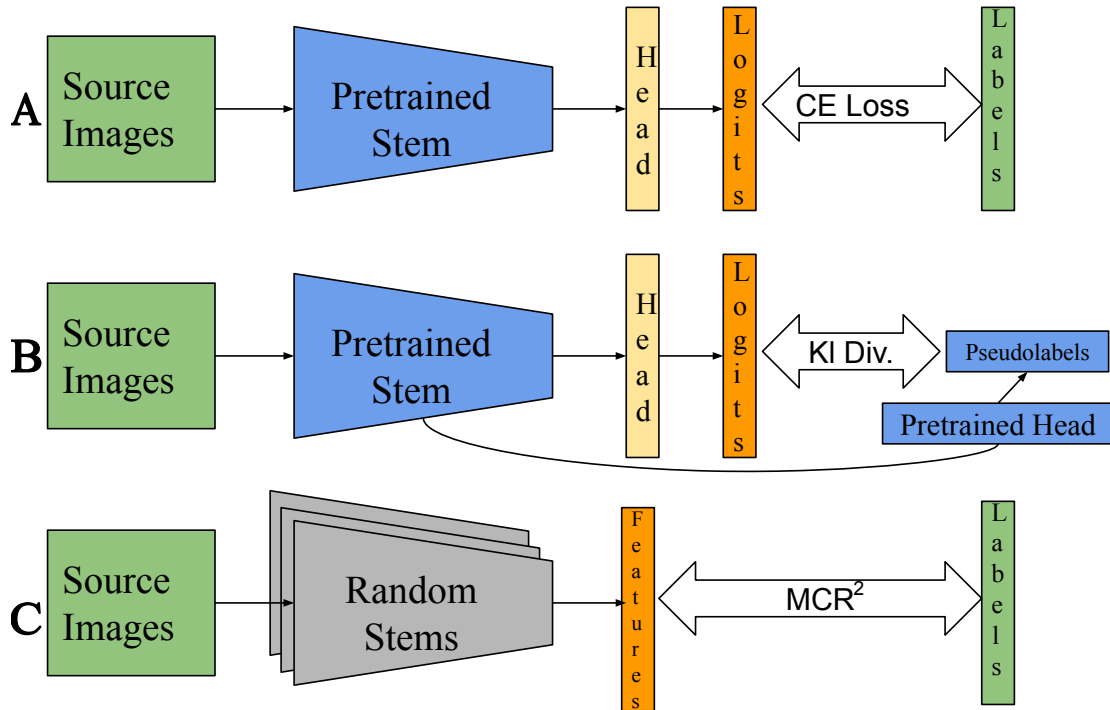 A
Source
Images
Pretrained
Stem
Head
Logits
CE Loss
Labels
B
Source
Images
Pretrained
Stem
Head
Logits
Kl Div.
Pseudolabels
Pretrained Head
C
Source
Images
Random
Stems
Features
MCR²
Labels